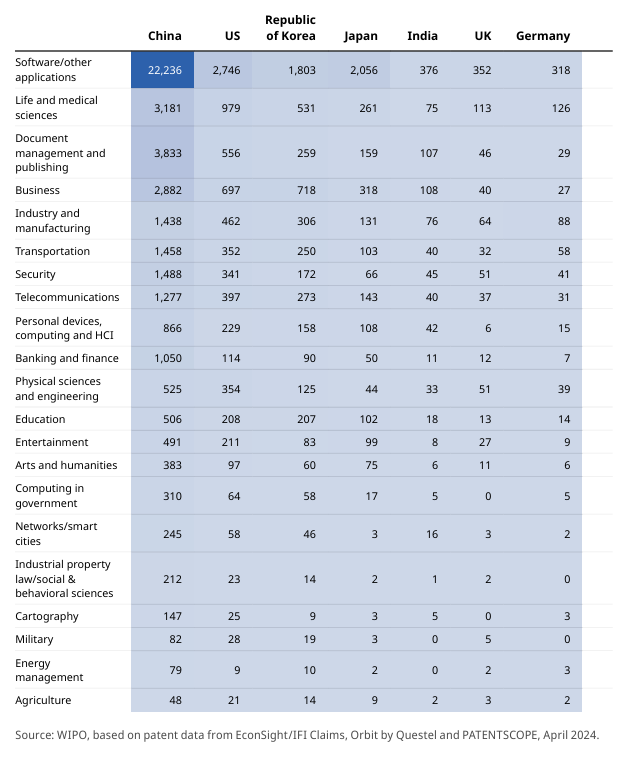 China US Republic of Korea Japan India UK Germany
Software/other applications 22,236 2,746 1,803 2,056 376 352 318
Life and medical sciences 3,181 979 531 261 75 113 126
Document management and publishing 3,833 556 259 159 107 46 29
Business 2,882 697 718 318 108 40 27
Industry and manufacturing 1,438 462 306 131 76 64 88
Transportation 1,458 352 250 103 40 32 58
Security 1,488 341 172 66 45 51 41
Telecommunications 1,277 397 273 143 40 37 31
Personal devices, computing and HCI 866 229 158 108 42 6 15
Banking and finance 1,050 114 90 50 11 12 7
Physical sciences and engineering 525 354 125 44 33 51 39
Education 506 208 207 102 18 13 14
Entertainment 491 211 83 99 8 27 9
Arts and humanities 383 97 60 75 6 11 6
Computing in government 310 64 58 17 5 0 5
Networks/smart cities 245 58 46 3 16 3 2
Industrial property law/social & behavioral sciences 212 23 14 2 1 2 0
Cartography 147 25 9 3 5 0 3
Military 82 28 19 3 0 5 0
Energy management 79 9 10 2 0 2 3
Agriculture 48 21 14 9 2 3 2
Source: WIPO, based on patent data from EconSight/IFI Claims, Orbit by Questel and PATENTSCOPE, April 2024.